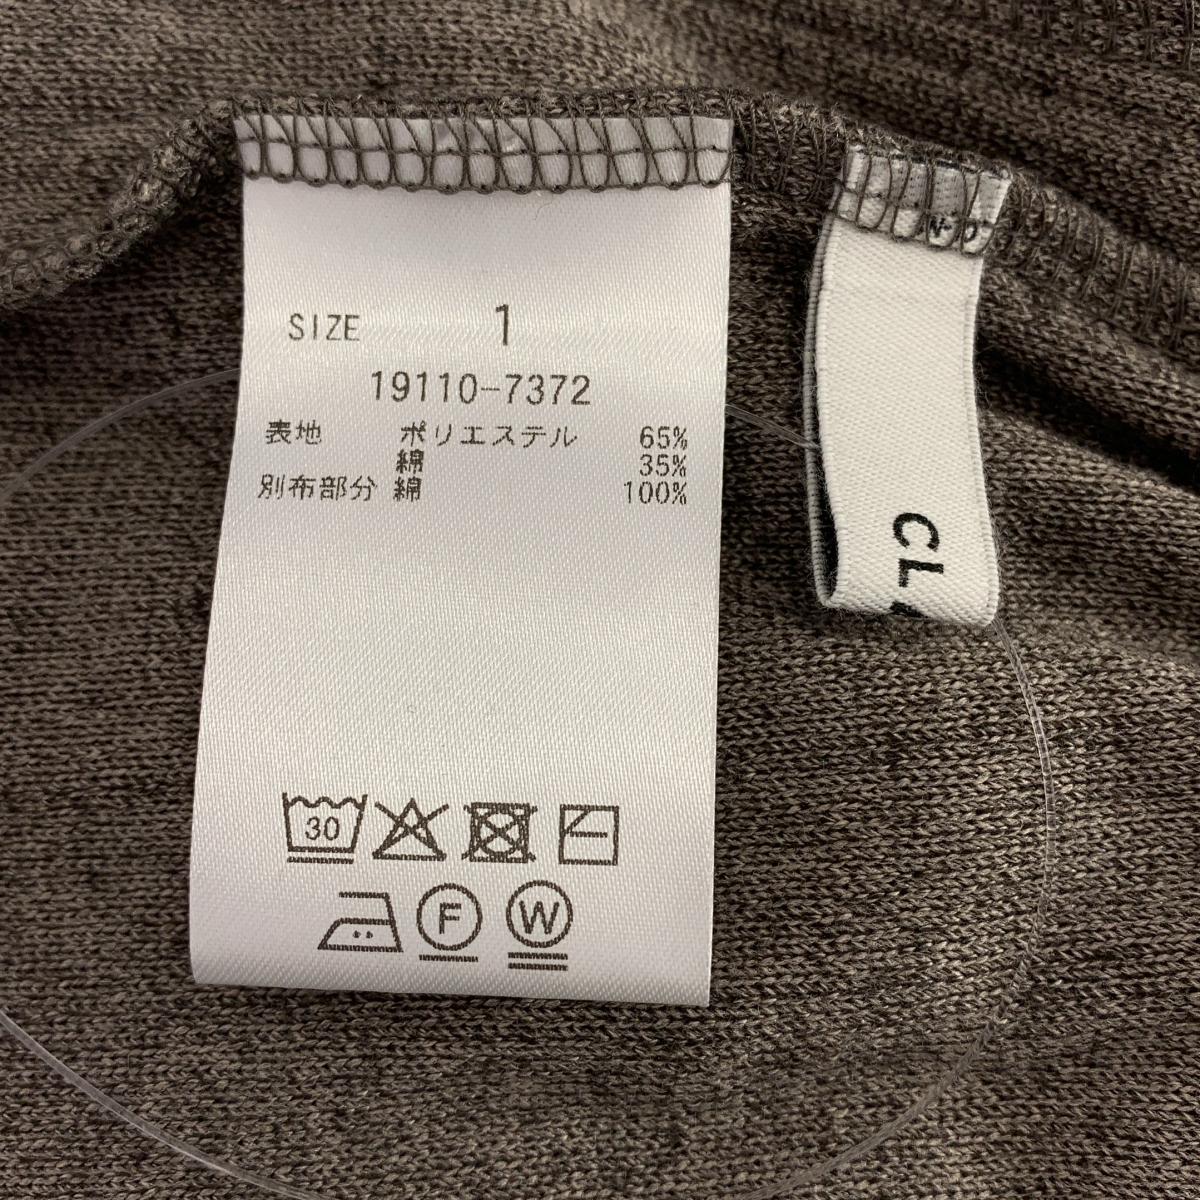 SIZE 1
19110-7372
表地 ポリエステル 65%
綿 35%
別布部分 綿 100%
30
F W
CL